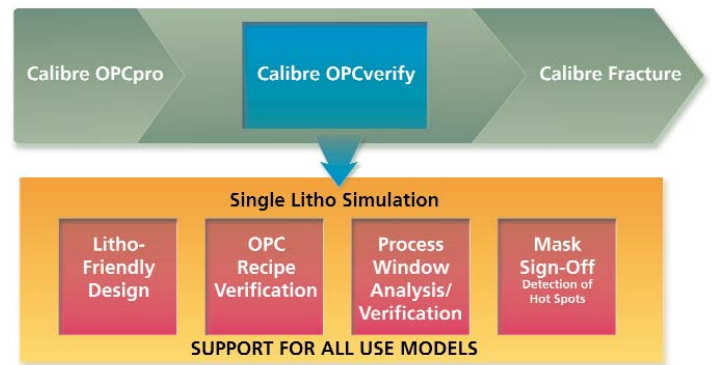 Calibre OPCpro
Calibre OPCverify
Calibre Fracture
Single Litho Simulation
Litho-
Friendly
Design
OPC
Recipe
Verification
Process
Window
Analysis/
Verification
Mask
Sign-Off
Detection of
Hot Spots
SUPPORT FOR ALL USE MODELS